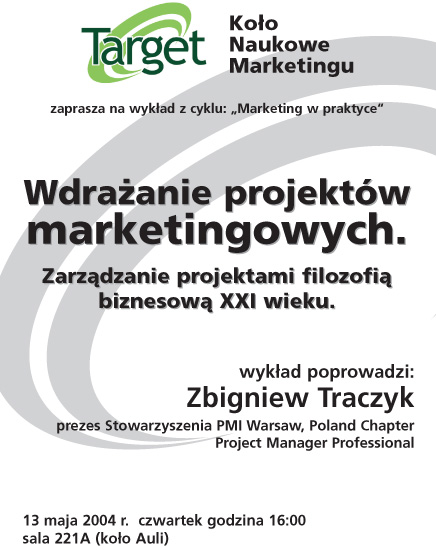 Target
Koło
Naukowe
Marketingu
zaprasza na wykład z cyklu: „Marketing w praktyce“
Wdrażanie projektów
marketingowych.
Zarządzanie projektami filozofią
biznesową XXI wieku.
wykład poprowadzi:
Zbigniew Traczyk
prezes Stowarzyszenia PMI Warsaw, Poland Chapter
Project Manager Professional
13 maja 2004 r.  czwartek godzina 16:00
sala 221A (koło Auli)